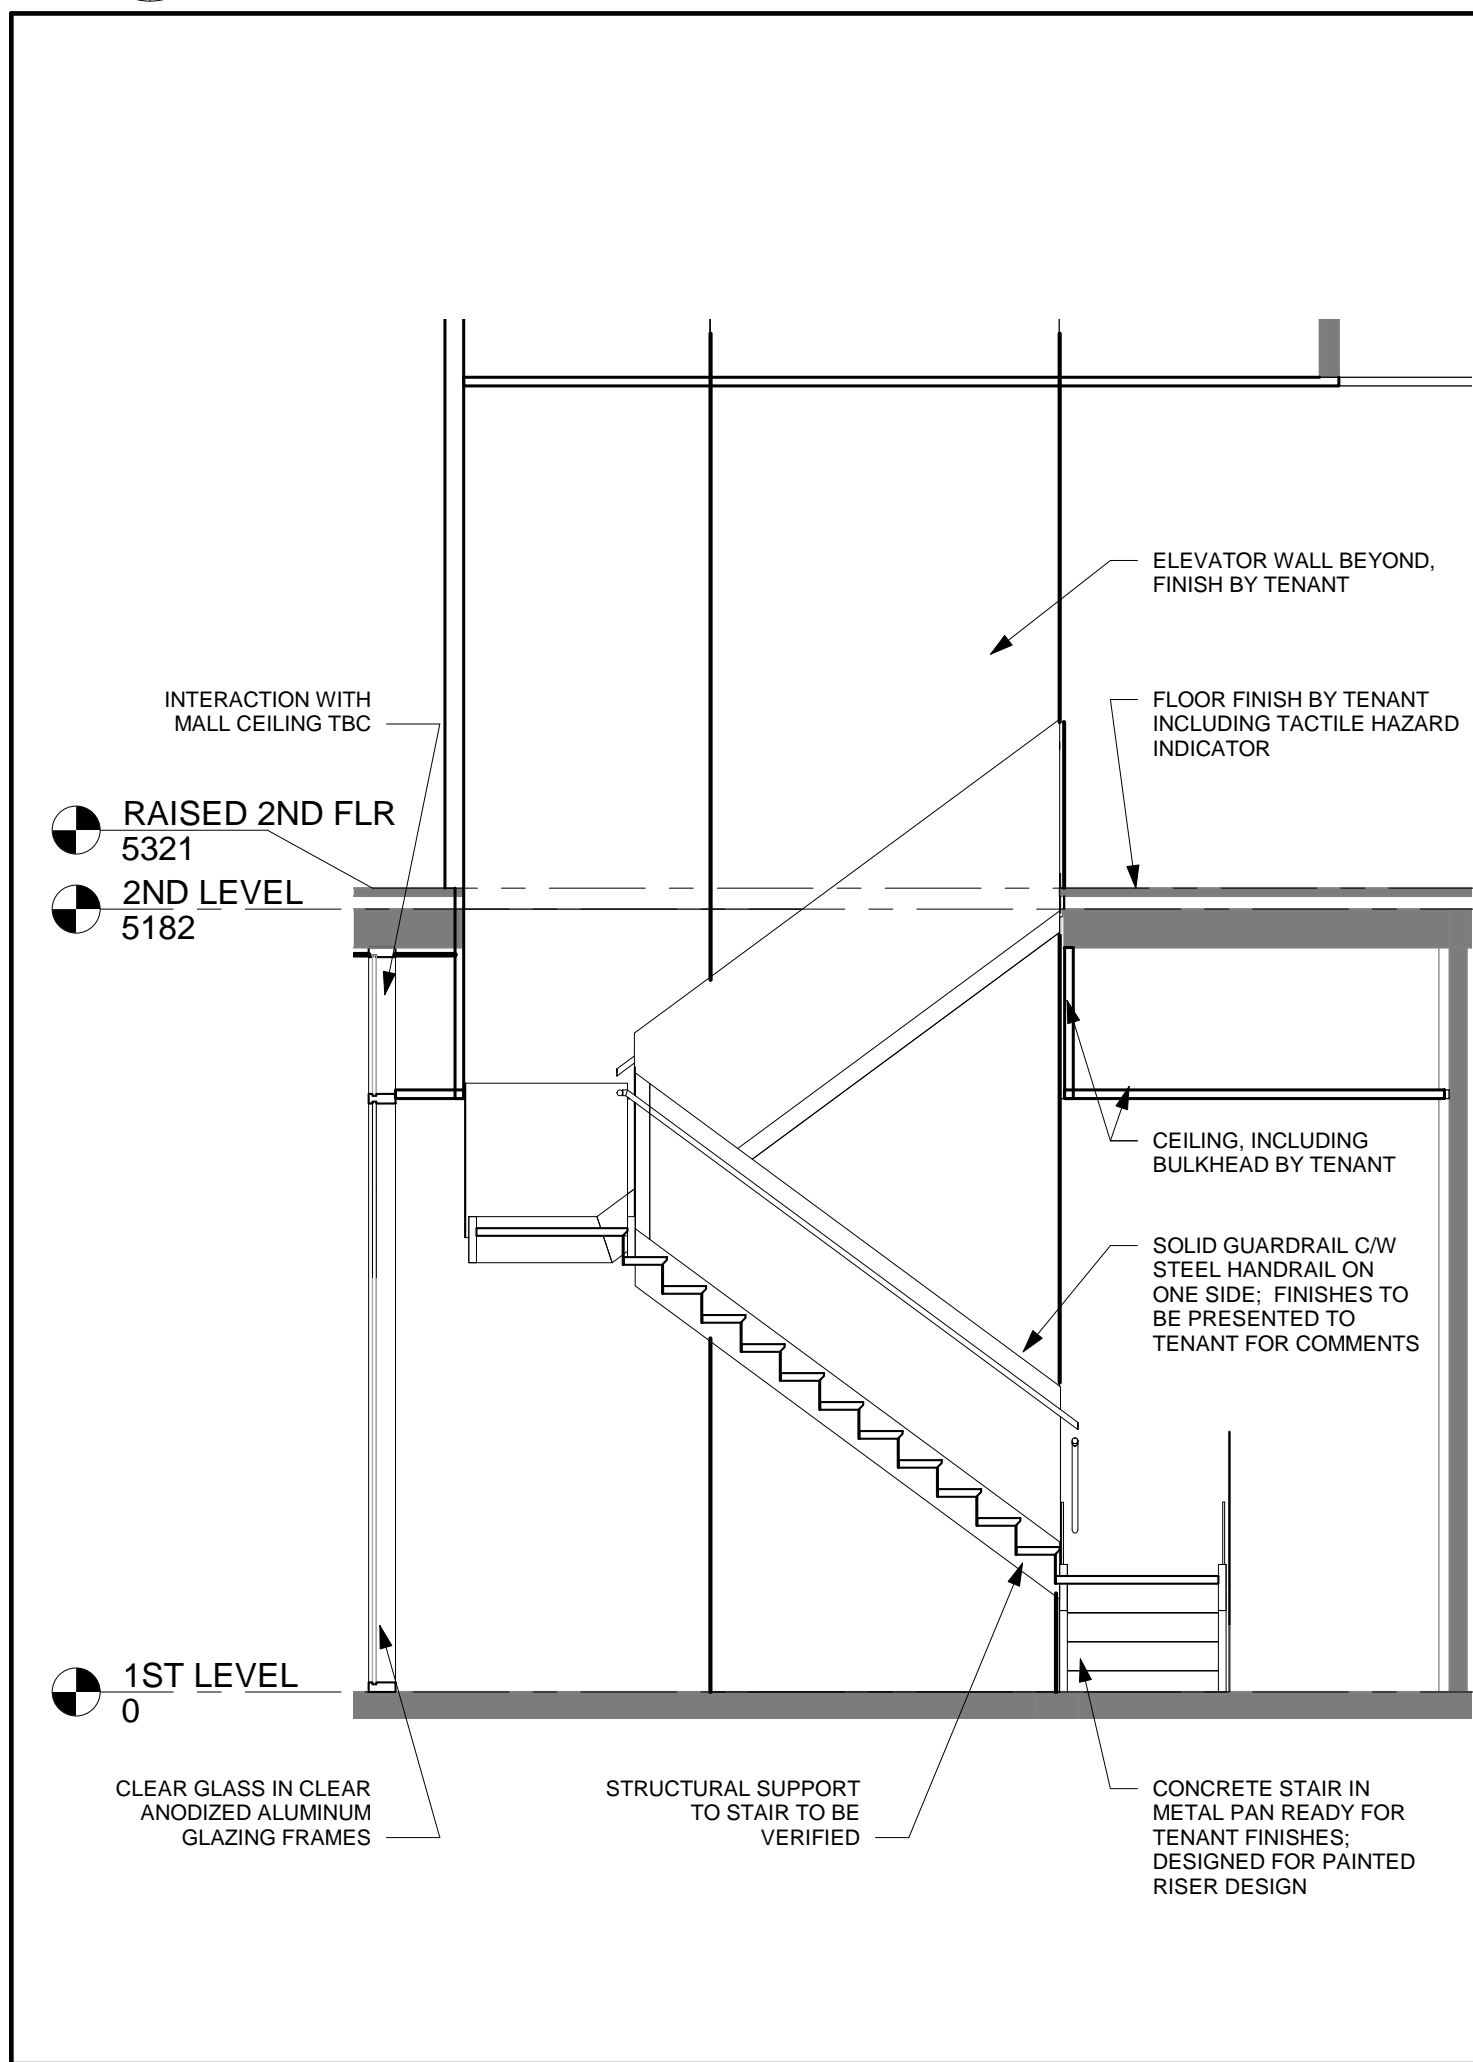 ELEVATOR WALL BEYOND,
FINISH BY TENANT
INTERACTION WITH
MALL CEILING TBC
FLOOR FINISH BY TENANT
INCLUDING TACTILE HAZARD
INDICATOR
RAISED 2ND FLR
5321
2ND LEVEL
5182
CEILING, INCLUDING
BULKHEAD BY TENANT
SOLID GUARDRAIL C/W
STEEL HANDRAIL ON
ONE SIDE; FINISHES TO
BE PRESENTED TO
TENANT FOR COMMENTS
1ST LEVEL
0
CLEAR GLASS IN CLEAR
ANODIZED ALUMINUM
GLAZING FRAMES
STRUCTURAL SUPPORT
TO STAIR TO BE
VERIFIED
CONCRETE STAIR IN
METAL PAN READY FOR
TENANT FINISHES;
DESIGNED FOR PAINTED
RISER DESIGN